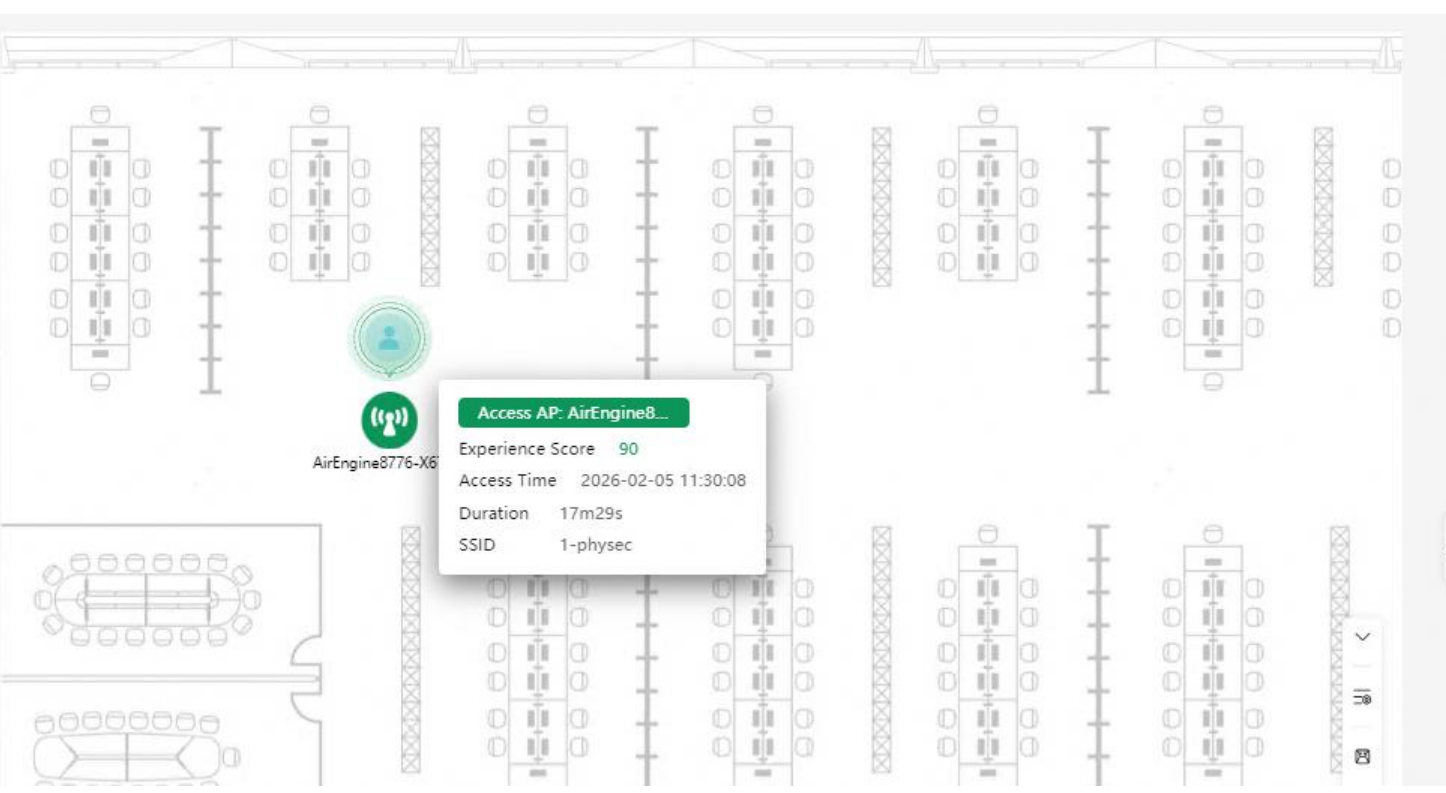 Access AP: AirEngine8...
Experience Score 90
AirEngine8776-X6
Access Time 2026-02-05 11:30:08
Duration 17m29s
SSID 1-physec